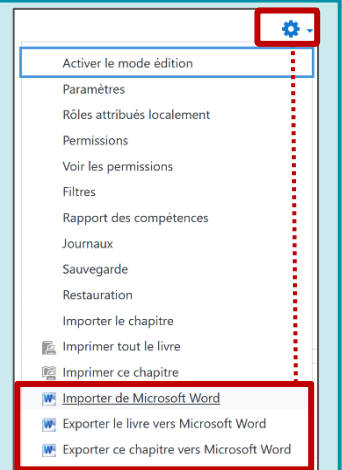 Activer le mode édition
Paramètres
Rôles attribués localement
Permissions
Voir les permissions
Filtres
Rapport des compétences
Journaux
Sauvegarde
Restauration
Importer le chapitre
Imprimer tout le livre
Imprimer ce chapitre
Importer de Microsoft Word
Exporter le livre vers Microsoft Word
Exporter ce chapitre vers Microsoft Word